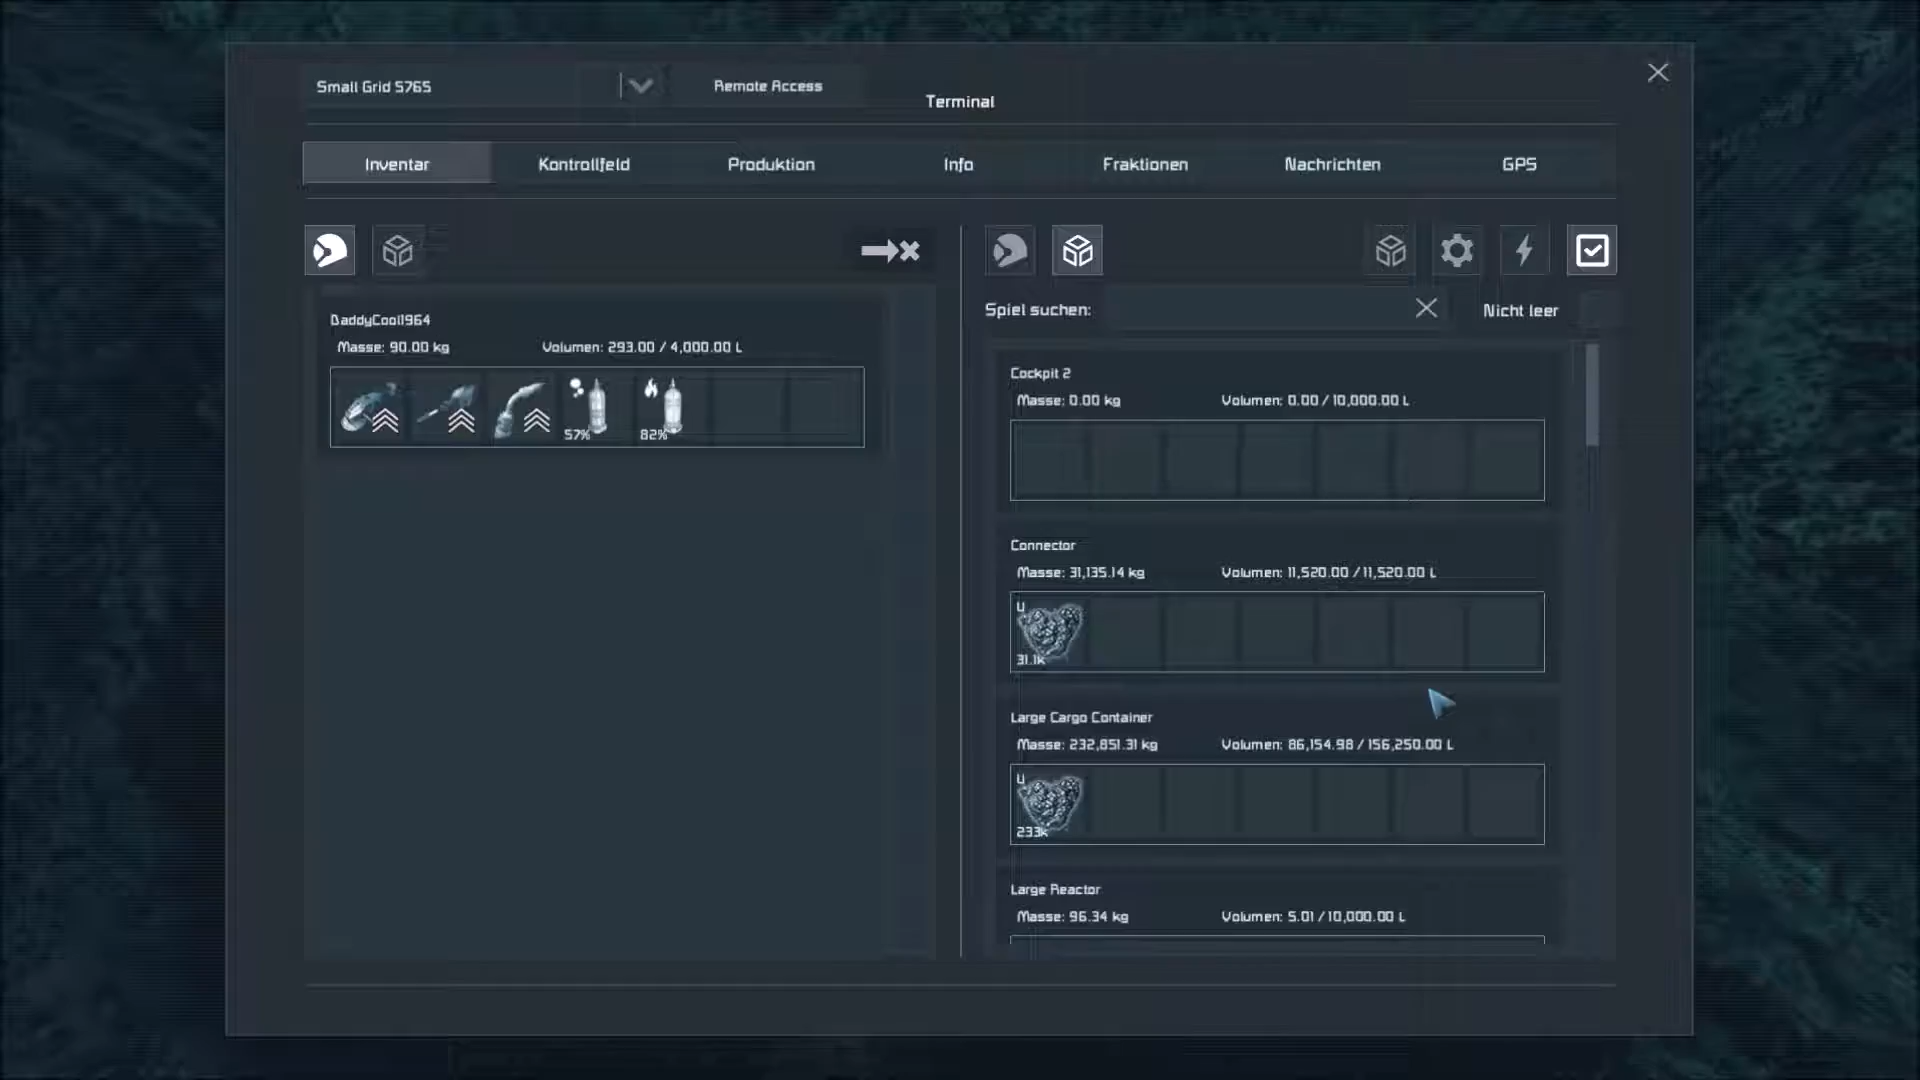 Small Grid 5765
Remote Access
Terminal
Inventar
Kontrollfeld
Produktion
Info
Fraktionen
Nachrichten
GPS
DaddyCool1964
Masse: 90.00 kg
Volumen: 293.00 / 4,000.00 L
57%
82%
Spiel suchen:
Nicht leer
Cockpit 2
Masse: 0.00 kg
Volumen: 0.00 / 10,000.00 L
Connector
Masse: 31,135.14 kg
Volumen: 11,520.00 / 11,520.00 L
U
31.1k
Large Cargo Container
Masse: 232,851.31 kg
Volumen: 86,154.98 / 156,250.00 L
U
233k
Large Reactor
Masse: 96.34 kg
Volumen: 5.01 / 10,000.00 L